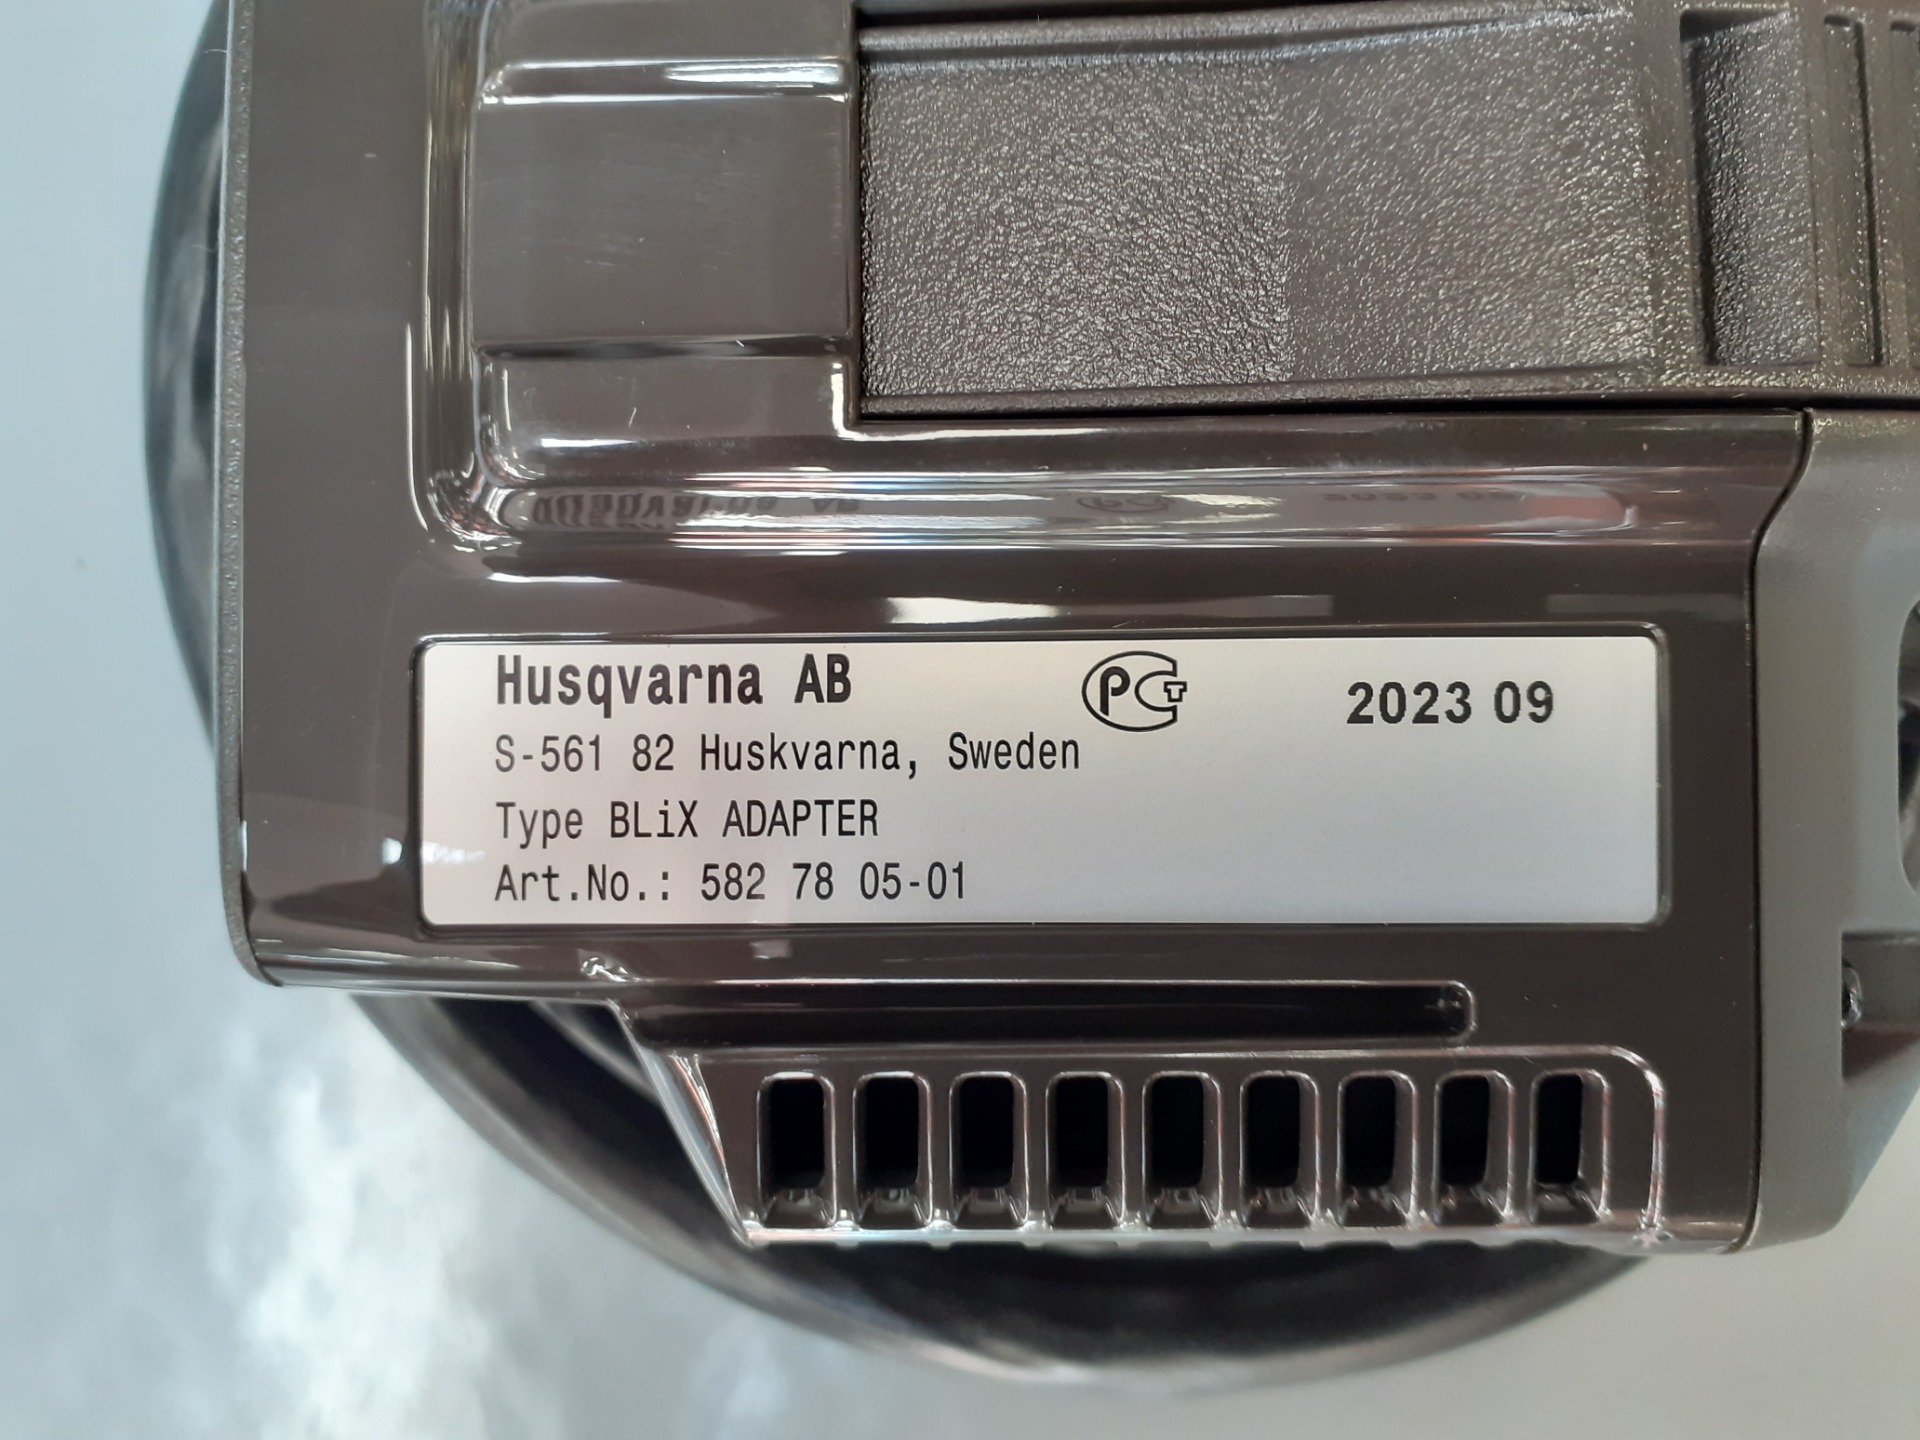 Husqvarna AB
PCT
2023 09
S-561 82 Huskvarna, Sweden
Type BLiX ADAPTER
Art.No.: 582 78 05-01